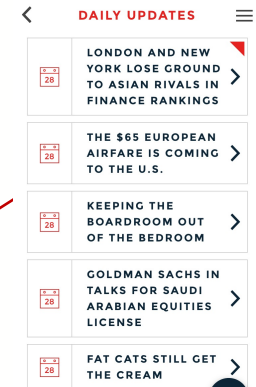 DAILY UPDATES
28
LONDON AND NEW
YORK LOSE GROUND
TO ASIAN RIVALS IN
FINANCE RANKINGS
28
THE $65 EUROPEAN
AIRFARE IS COMING
TO THE U.S.
28
KEEPING THE
BOARDROOM OUT
OF THE BEDROOM
28
GOLDMAN SACHS IN
TALKS FOR SAUDI
ARABIAN EQUITIES
LICENSE
28
FAT CATS STILL GET
THE CREAM